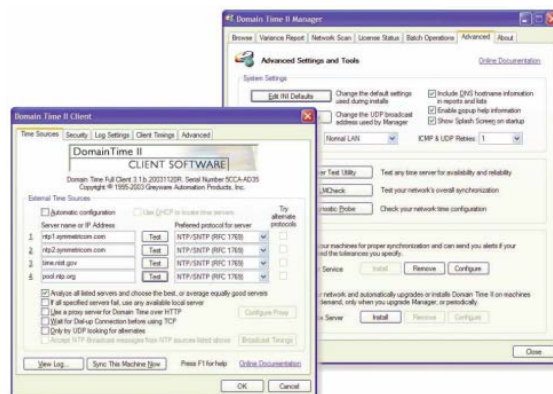 Domain Time II Manager
Browse Variance Report Network Scan License Status Batch Operations Advanced About
Advanced Settings and Tools
Online Documentation
System Settings
Edit INI Defaults
Change the default settings
used during installs
Change the UDP broadcast
address used by Manager
Include DNS hostname information
in reports and lists
Enable popup help information
Show Splash Screen on startup
Normal LAN
ICMP & UDP Retries: 1
Test Utility
Test any time server for availability and reliability
LMCheck
Test your network's overall synchronization
Probe
Check your network time configuration
your machines for proper synchronization and can send you alerts if your
the tolerances you specify.
Service
Install
Remove
Configure
network and automatically upgrades or installs Domain Time II on machines
demand, only when you upgrade Manager, or periodically.
Server
Install
Remove
Configure
Close
Domain Time II Client
Time Sources Security Log Settings Client Timings Advanced
DomainTime II
CLIENT SOFTWARE
Domain Time Full Client 3.1.b.20031120R, Serial Number
Copyright © 1995-2003 Greyware Automation Products, Inc.
External Time Sources
Automatic configuration
Use DHCP to locate time servers
Try
alternate
protocols
Server name or IP Address
Preferred protocol for server
1. ntp1.symmetricom.com Test NTP/SNTP (RFC 1769)
2. ntp2.symmetricom.com Test NTP/SNTP (RFC 1769)
3. time.nist.gov Test NTP/SNTP (RFC 1769)
4. pool.ntp.org Test NTP/SNTP (RFC 1769)
Analyze all listed servers and choose the best, or average equally good servers
If all specified servers fail, use any available local server
Use a proxy server for Domain Time over HTTP
Configure Proxy
Wait for Dial-up Connection before using TCP
Only try UDP looking for alternates
Accept NTP Broadcast messages from NTP sources listed above
Broadcast Timings
View Log...
Sync This Machine Now
Press F1 for help
Online Documentation
OK
Cancel